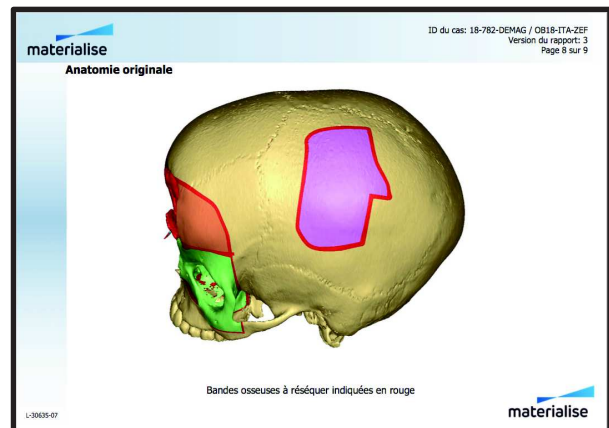 materialise
ID du cas: 18-782-DEMAG / OB18-ITA-ZEF
Version du rapport: 3
Page 8 sur 9
Anatomie originale
Bandes osseuses à réséquer indiquées en rouge
L-30635-07
materialise